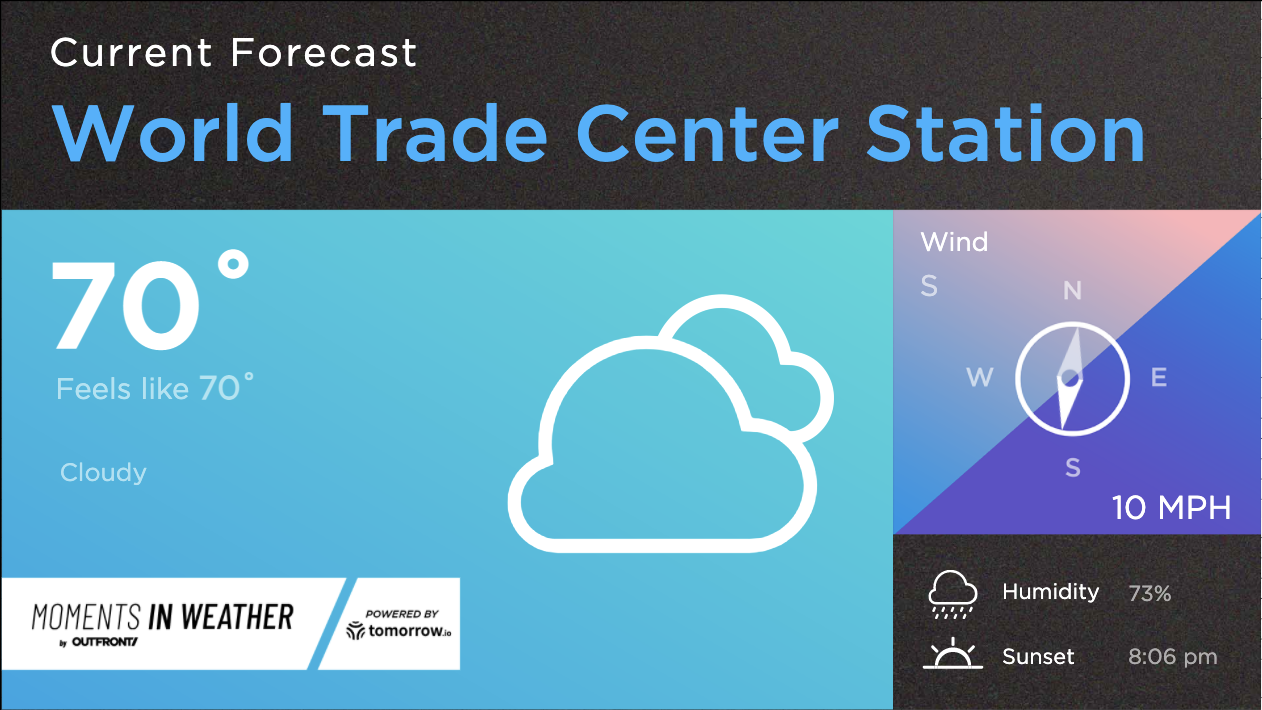 Current Forecast
World Trade Center Station
70°
Feels like 70°
Cloudy
MOMENTS IN WEATHER
by OUTFRONT/
POWERED BY
tomorrow.io
Wind
S
N
W
E
S
10 MPH
Humidity 73%
Sunset 8:06 pm